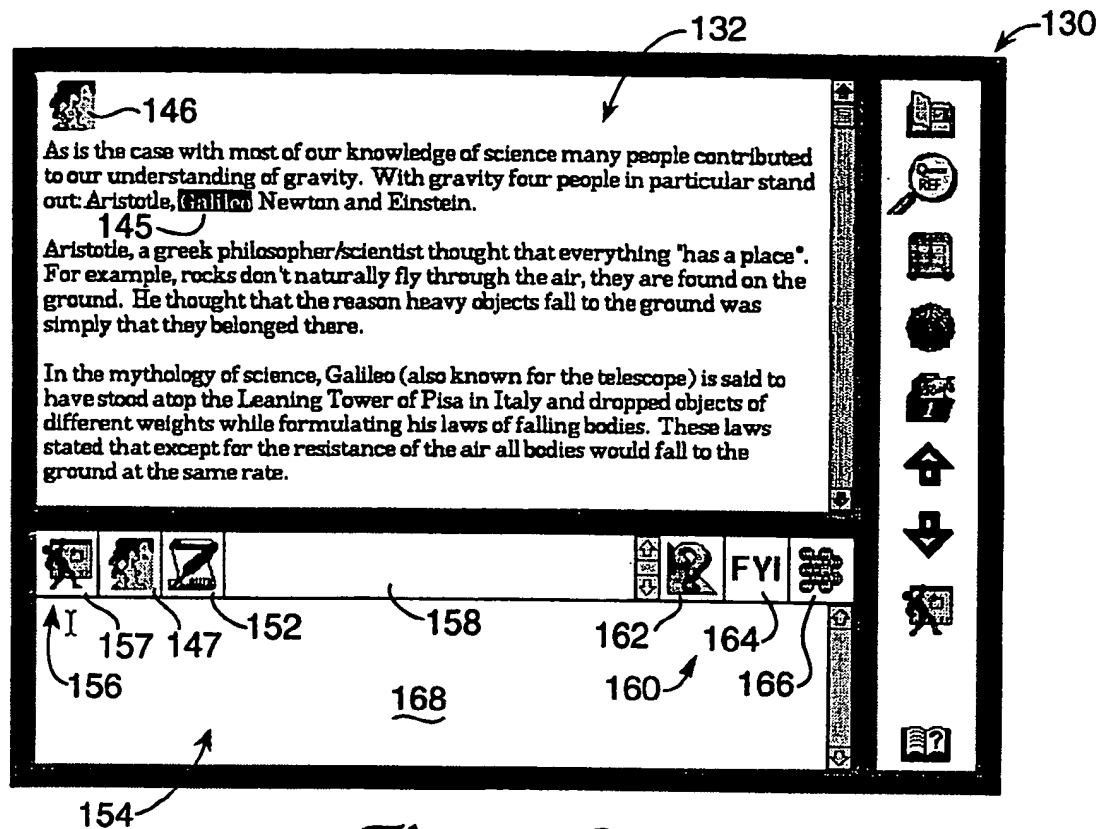 130
132
146
As is the case with most of our knowledge of science many people contributed
to our understanding of gravity. With gravity four people in particular stand
out: Aristotle, Galileo Newton and Einstein.
145
Aristotle, a greek philosopher/scientist thought that everything "has a place".
For example, rocks don't naturally fly through the air, they are found on the
ground. He thought that the reason heavy objects fall to the ground was
simply that they belonged there.
In the mythology of science, Galileo (also known for the telescope) is said to
have stood atop the Leaning Tower of Pisa in Italy and dropped objects of
different weights while formulating his laws of falling bodies. These laws
stated that except for the resistance of the air all bodies would fall to the
ground at the same rate.
REF
1
FYI
?
157 147 152 158 162 164
156 160 166
168
154